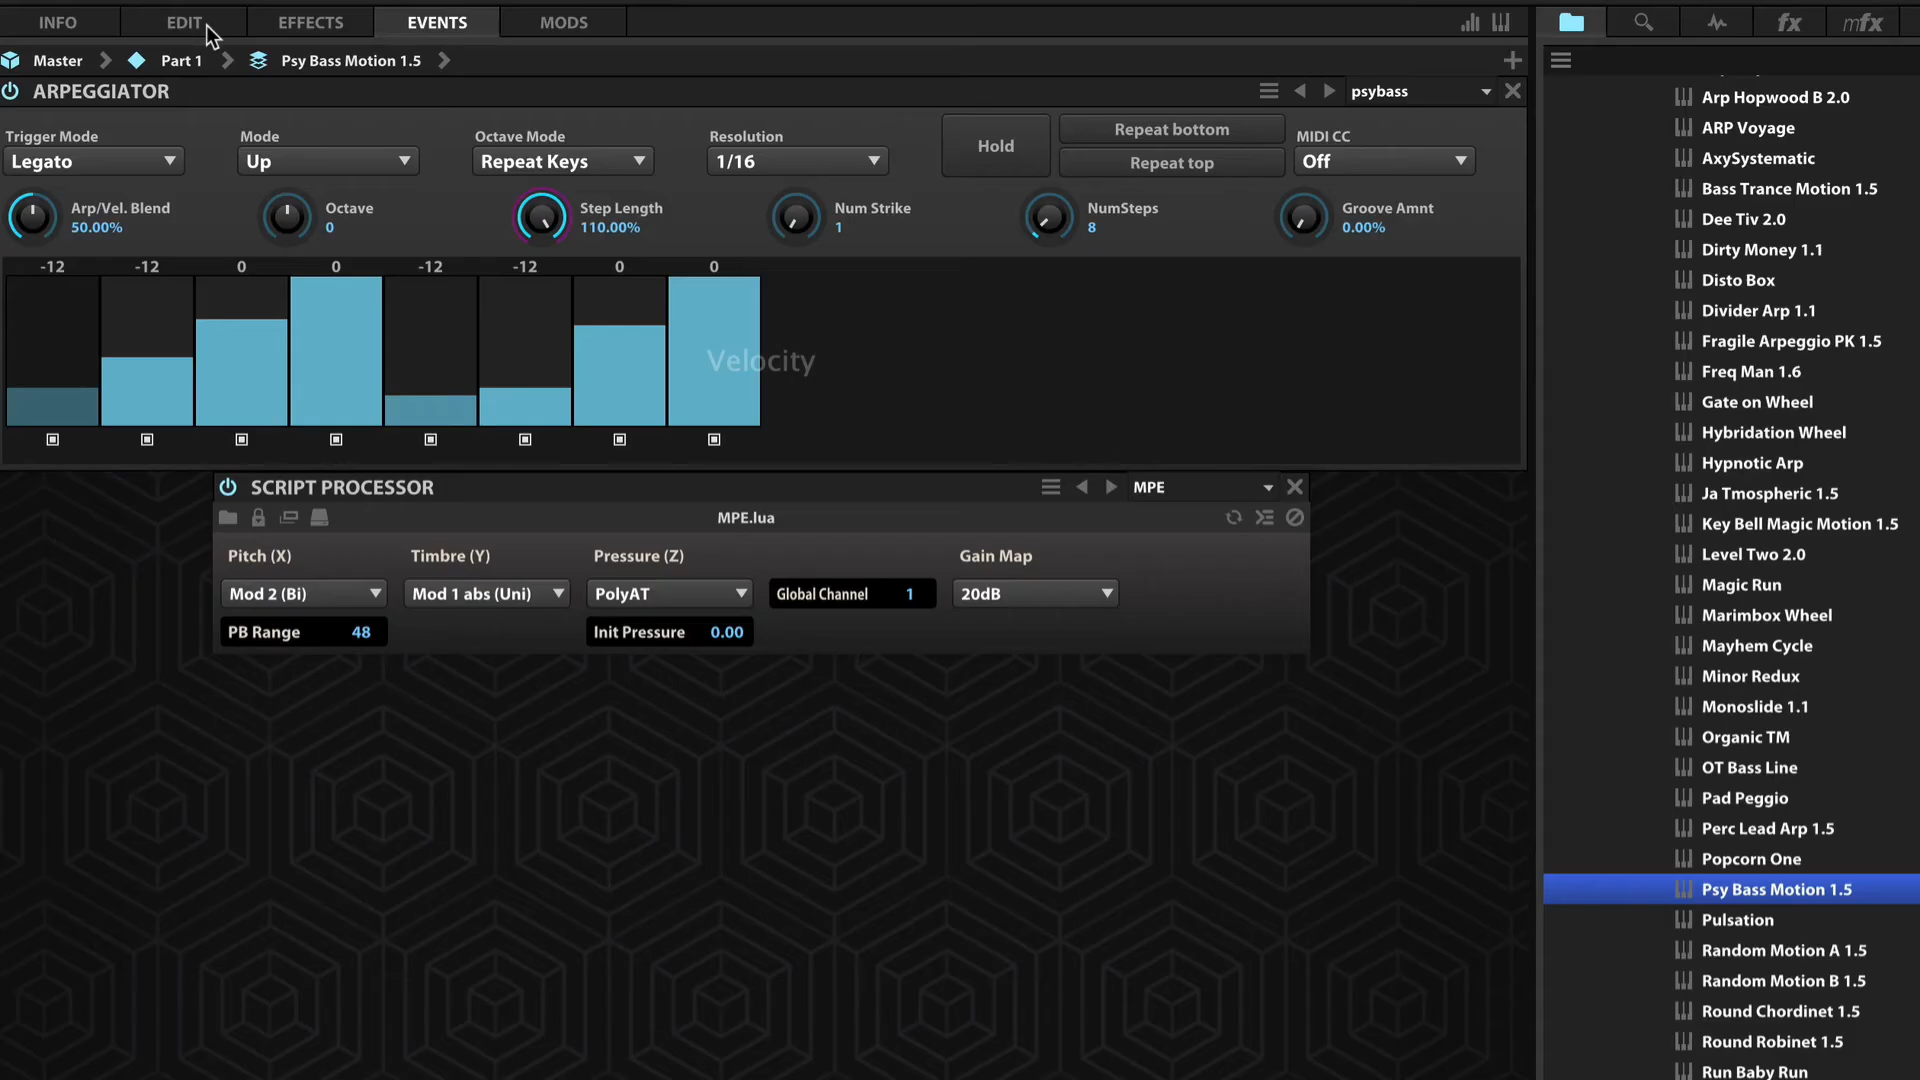 INFO EDIT EFFECTS EVENTS MODS
fx mfx
Master Part 1 Psy Bass Motion 1.5
ARPEGGIATOR psybass
Trigger Mode Mode Octave Mode Resolution Hold Repeat bottom MIDI CC
Legato Up Repeat Keys 1/16 Repeat top Off
Arp/Vel. Blend Octave Step Length Num Strike NumSteps Groove Amnt
50.00% 0 110.00% 1 8 0.00%
-12 -12 0 0 -12 -12 0 0
Velocity
SCRIPT PROCESSOR MPE
MPE.lua
Pitch (X) Timbre (Y) Pressure (Z) Gain Map
Mod 2 (Bi) Mod 1 abs (Uni) PolyAT Global Channel 1 20dB
PB Range 48 Init Pressure 0.00
Arp Hopwood B 2.0
ARP Voyage
AxySystematic
Bass Trance Motion 1.5
Dee Tiv 2.0
Dirty Money 1.1
Disto Box
Divider Arp 1.1
Fragile Arpeggio PK 1.5
Freq Man 1.6
Gate on Wheel
Hybridation Wheel
Hypnotic Arp
Ja Tmospheric 1.5
Key Bell Magic Motion 1.5
Level Two 2.0
Magic Run
Marimbox Wheel
Mayhem Cycle
Minor Redux
Monoslide 1.1
Organic TM
OT Bass Line
Pad Peggio
Perc Lead Arp 1.5
Popcorn One
Psy Bass Motion 1.5
Pulsation
Random Motion A 1.5
Random Motion B 1.5
Round Chordinet 1.5
Round Robinet 1.5
Run Baby Run